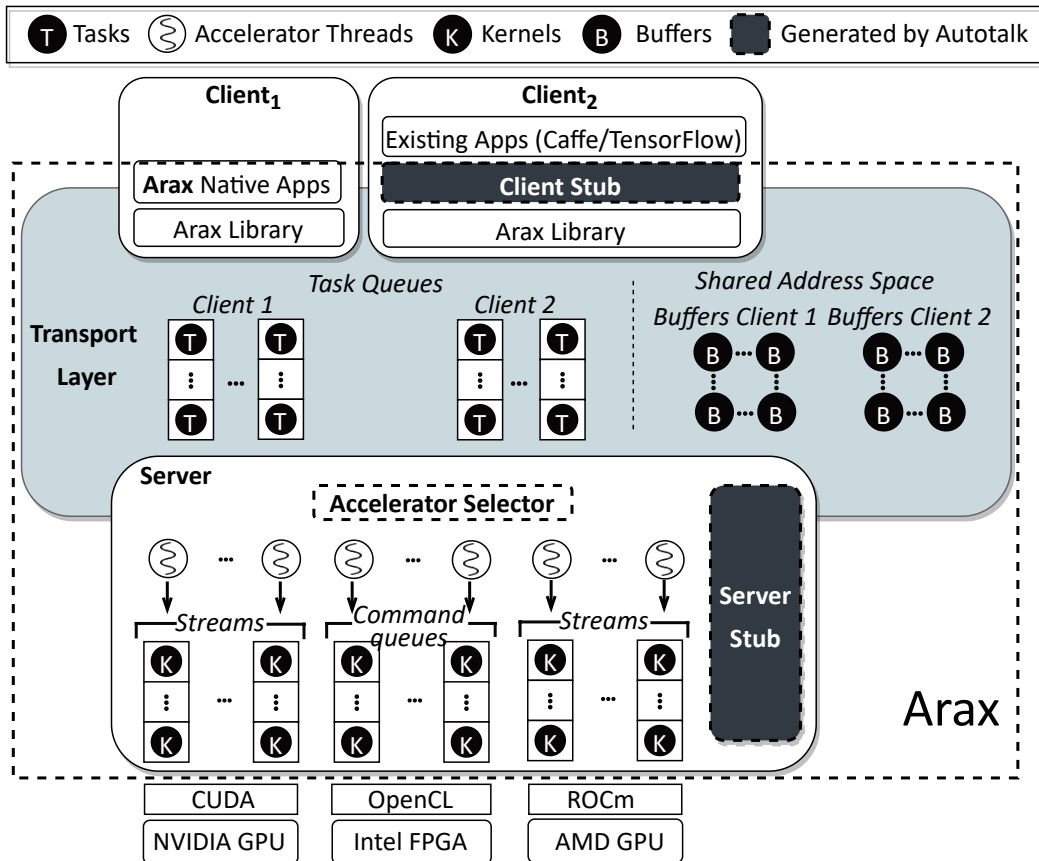 T Tasks Accelerator Threads K Kernels B Buffers Generated by Autotalk
Client1 Client2
Existing Apps (Caffe/TensorFlow)
Arax Native Apps Client Stub
Arax Library Arax Library
Task Queues Shared Address Space
Client 1 Client 2 Buffers Client 1 Buffers Client 2
Transport
Layer
T T T T B ... B B ... B
... ... ... ...
T T T T B ... B B ... B
Server
Accelerator Selector
... ... ...
Streams Command
queues Streams
Server
Stub
K K K K K K
... ... ...
K K K K K K
Arax
CUDA OpenCL ROCm
NVIDIA GPU Intel FPGA AMD GPU